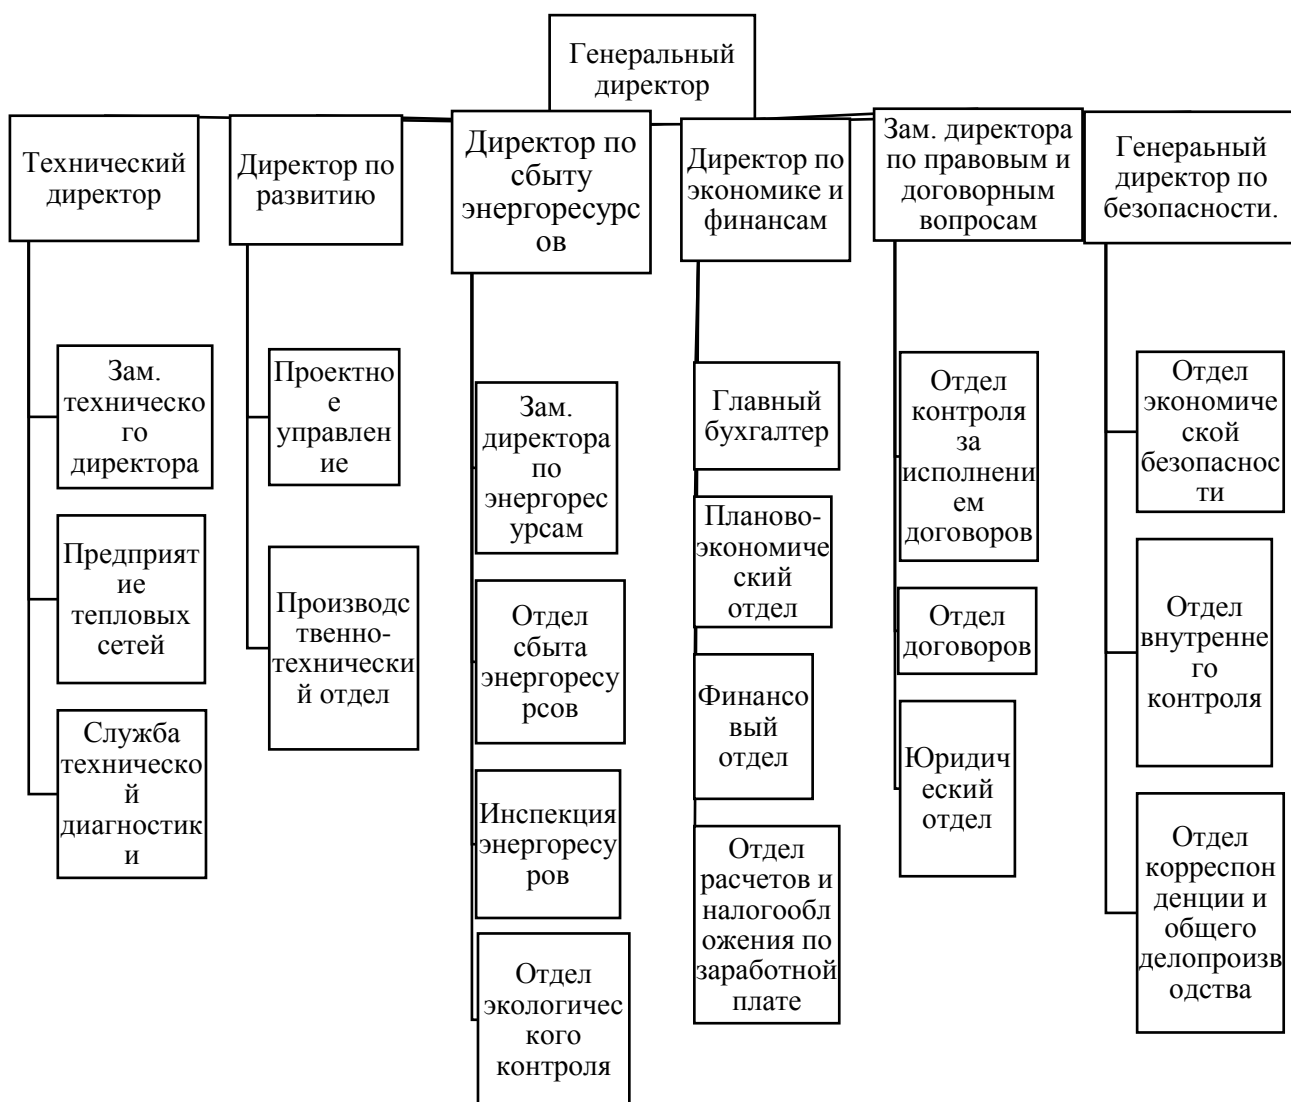 Генеральный
директор
Технический
директор
Директор по
развитию
Директор по
сбыту
энергоресурс
ов
Директор по
экономике и
финансам
Зам. директора
по правовым и
договорным
вопросам
Генераьный
директор по
безопасности.
Зам.
техническо
го
директора
Предприят
ие
тепловых
сетей
Служба
техническо
й
диагностик
и
Проектно
е
управлен
ие
Производс
твенно-
технически
й отдел
Зам.
директора
по
энергорес
урсам
Отдел
сбыта
энергоресу
рсов
Инспекция
энергоресу
ров
Отдел
экологичес
кого
контроля
Главный
бухгалтер
Планово-
экономиче
ский
отдел
Финансо
вый
отдел
Отдел
расчетов и
налогообл
ожения по
заработной
плате
Отдел
контроля
за
исполнени
ем
договоров
Отдел
договоров
Юридич
еский
отдел
Отдел
экономиче
ской
безопаснос
ти
Отдел
внутренне
го
контроля
Отдел
корреспон
денции и
общего
делопроизв
одства